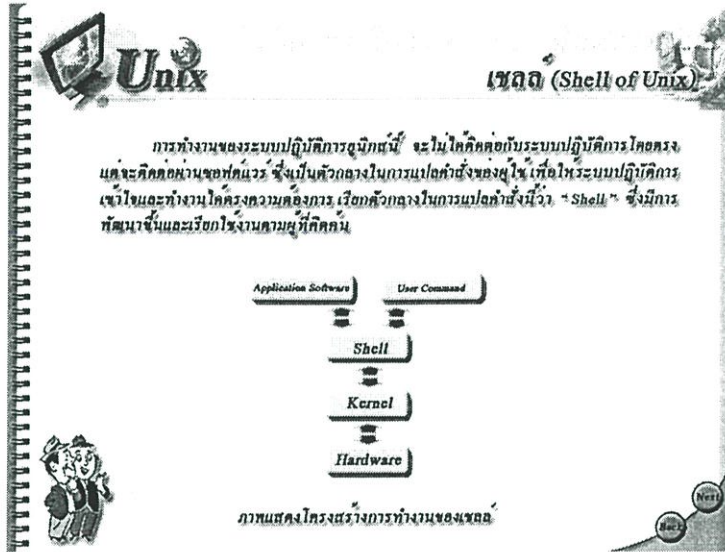 Unix
เชลล์ (Shell of Unix)
การทำงานของระบบปฏิบัติการยูนิกส์นี้ จะไม่ได้ติดต่อกับระบบปฏิบัติการโดยตรง
แต่จะติดต่อผ่านซอฟต์แวร์ ซึ่งเป็นตัวกลางในการแปลคำสั่งของผู้ใช้ เพื่อให้ระบบปฏิบัติการ
เข้าใจและทำงานได้ตรงความต้องการ เรียกตัวกลางในการแปลคำสั่งนี้ว่า “ Shell ” ซึ่งมีการ
พัฒนาขึ้นและเรียกใช้งานตามผู้ที่คิดค้น
Application Software
User Command
Shell
Kernel
Hardware
ภาพแสดงโครงสร้างการทำงานของเชลล์
Back
Next